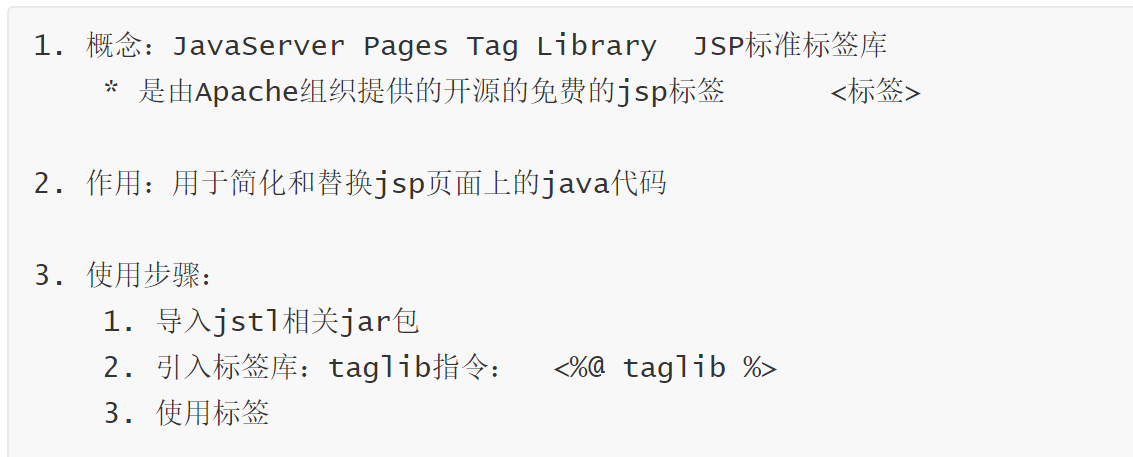 1. 概念：JavaServer Pages Tag Library  JSP标准标签库
* 是由Apache组织提供的开源的免费的jsp标签      <标签>
2. 作用：用于简化和替换jsp页面上的java代码
3. 使用步骤：
1. 导入jstl相关jar包
2. 引入标签库：taglib指令：  <%@ taglib %>
3. 使用标签